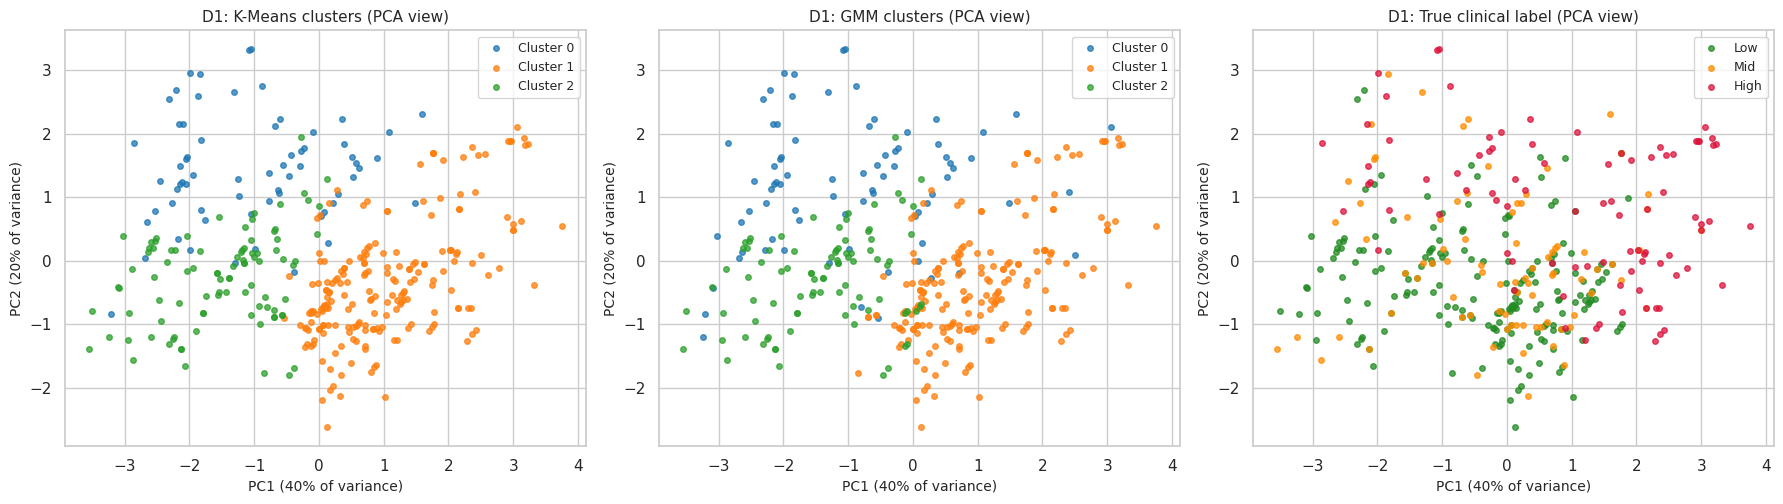 D1: K-Means clusters (PCA view)
Cluster 0
Cluster 1
Cluster 2
3
2
1
0
−1
−2
PC2 (20% of variance)
−3 −2 −1 0 1 2 3 4
PC1 (40% of variance)
D1: GMM clusters (PCA view)
Cluster 0
Cluster 1
Cluster 2
3
2
1
0
−1
−2
PC2 (20% of variance)
−3 −2 −1 0 1 2 3 4
PC1 (40% of variance)
D1: True clinical label (PCA view)
Low
Mid
High
3
2
1
0
−1
−2
PC2 (20% of variance)
−3 −2 −1 0 1 2 3 4
PC1 (40% of variance)